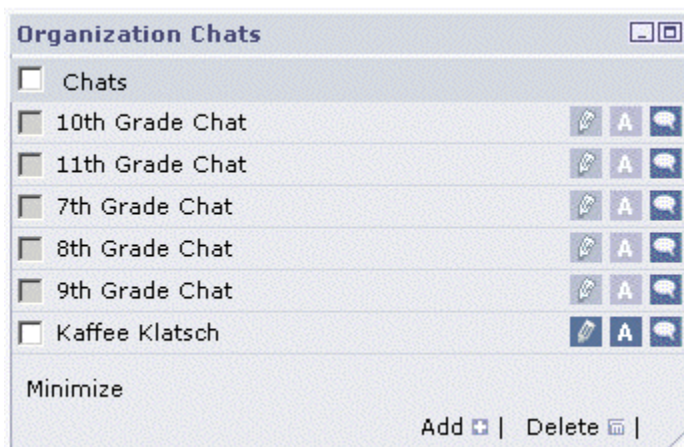 Organization Chats
Chats
10th Grade Chat A
11th Grade Chat A
7th Grade Chat A
8th Grade Chat A
9th Grade Chat A
Kaffee Klatsch A
Minimize
Add | Delete |